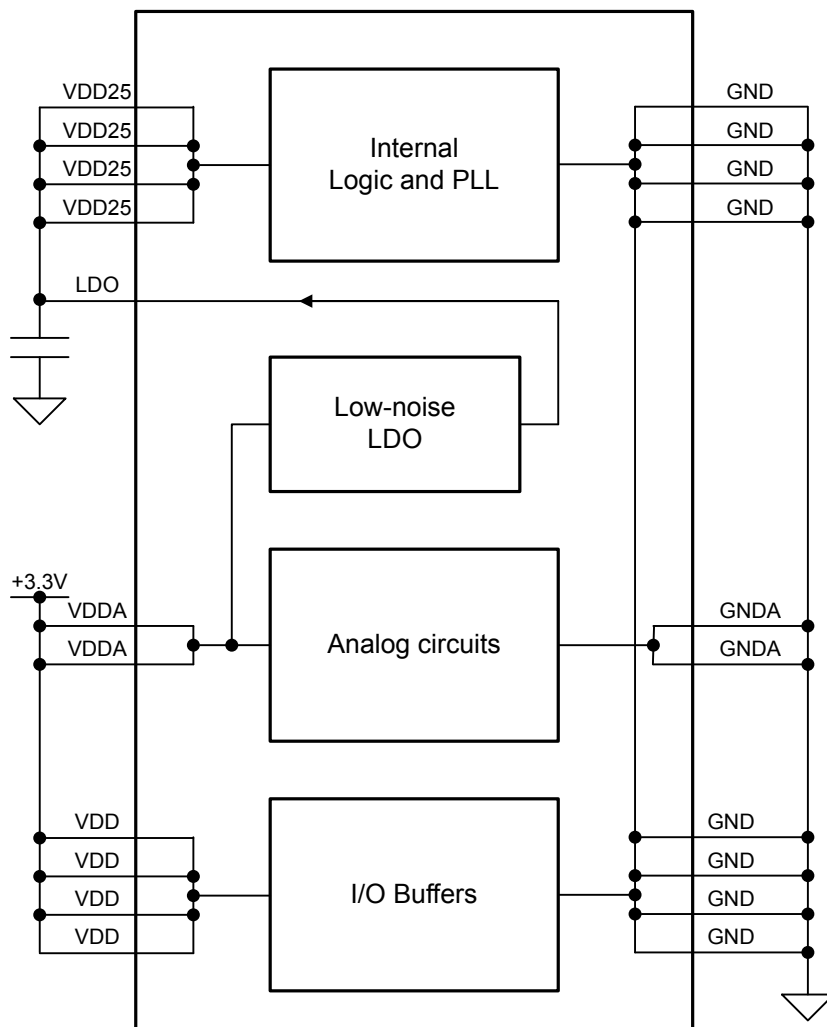 VDD25
VDD25
VDD25
VDD25
Internal
Logic and PLL
GND
GND
GND
GND
LDO
Low-noise
LDO
+3.3V
VDDA
VDDA
Analog circuits
GNDA
GNDA
VDD
VDD
VDD
VDD
I/O Buffers
GND
GND
GND
GND